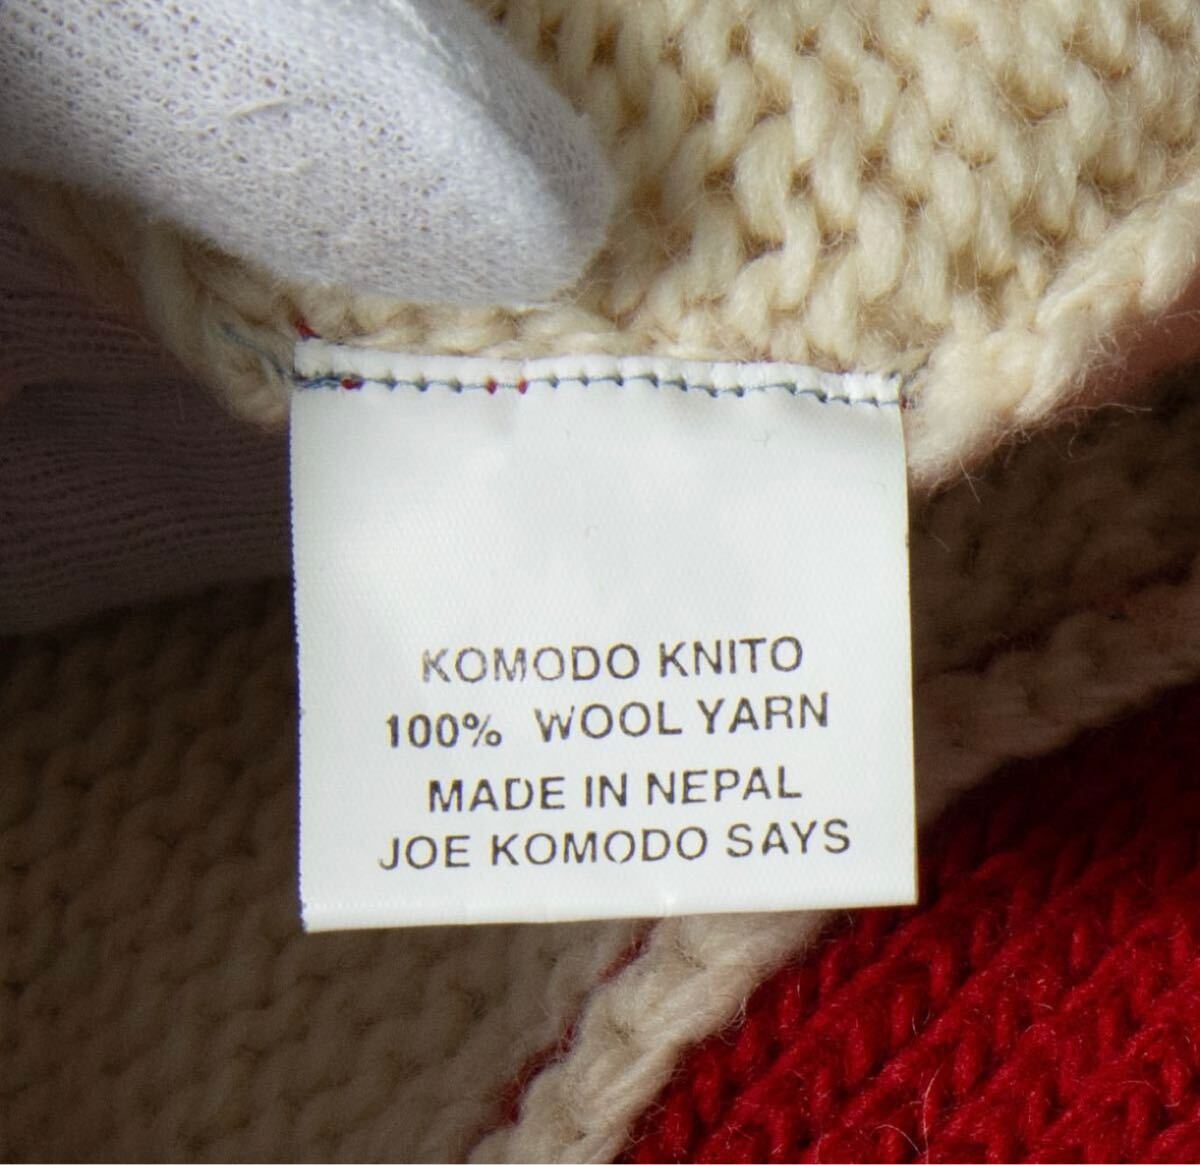 KOMODO KNITO
100% WOOL YARN
MADE IN NEPAL
JOE KOMODO SAYS